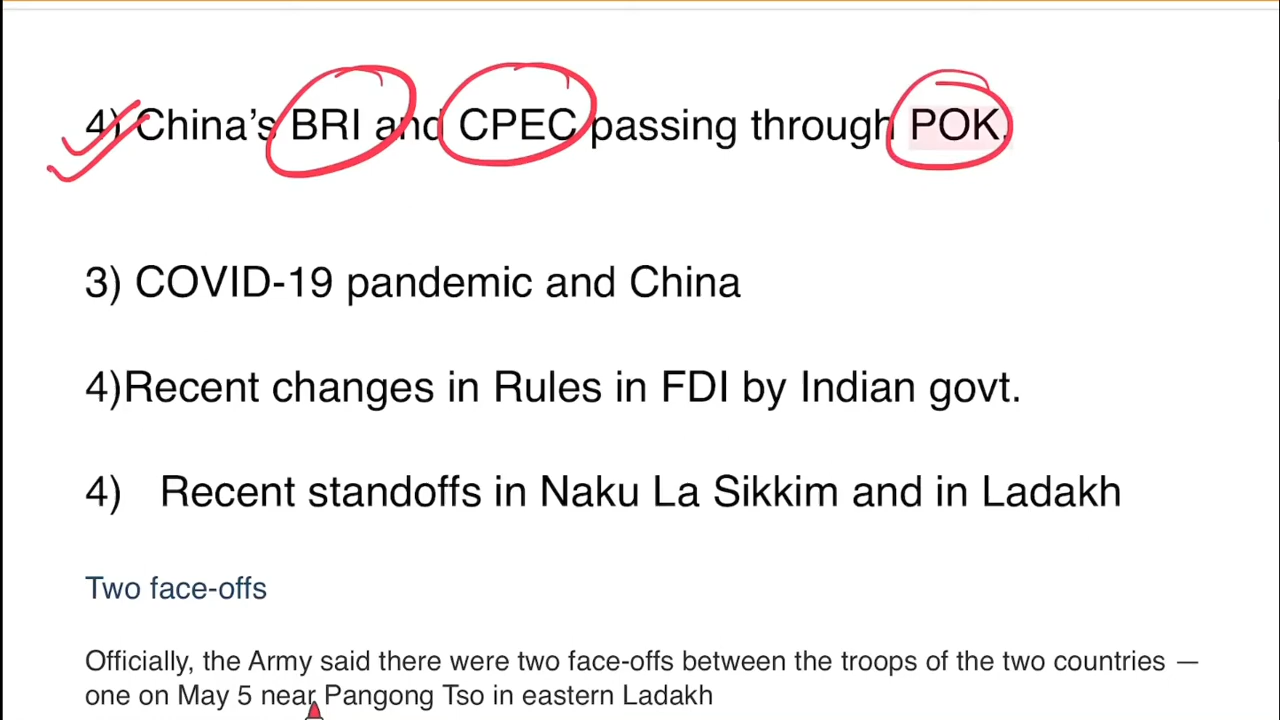 4) China’s BRI and CPEC passing through POK.
3) COVID-19 pandemic and China
4)Recent changes in Rules in FDI by Indian govt.
4) Recent standoffs in Naku La Sikkim and in Ladakh
Two face-offs
Officially, the Army said there were two face-offs between the troops of the two countries —
one on May 5 near Pangong Tso in eastern Ladakh